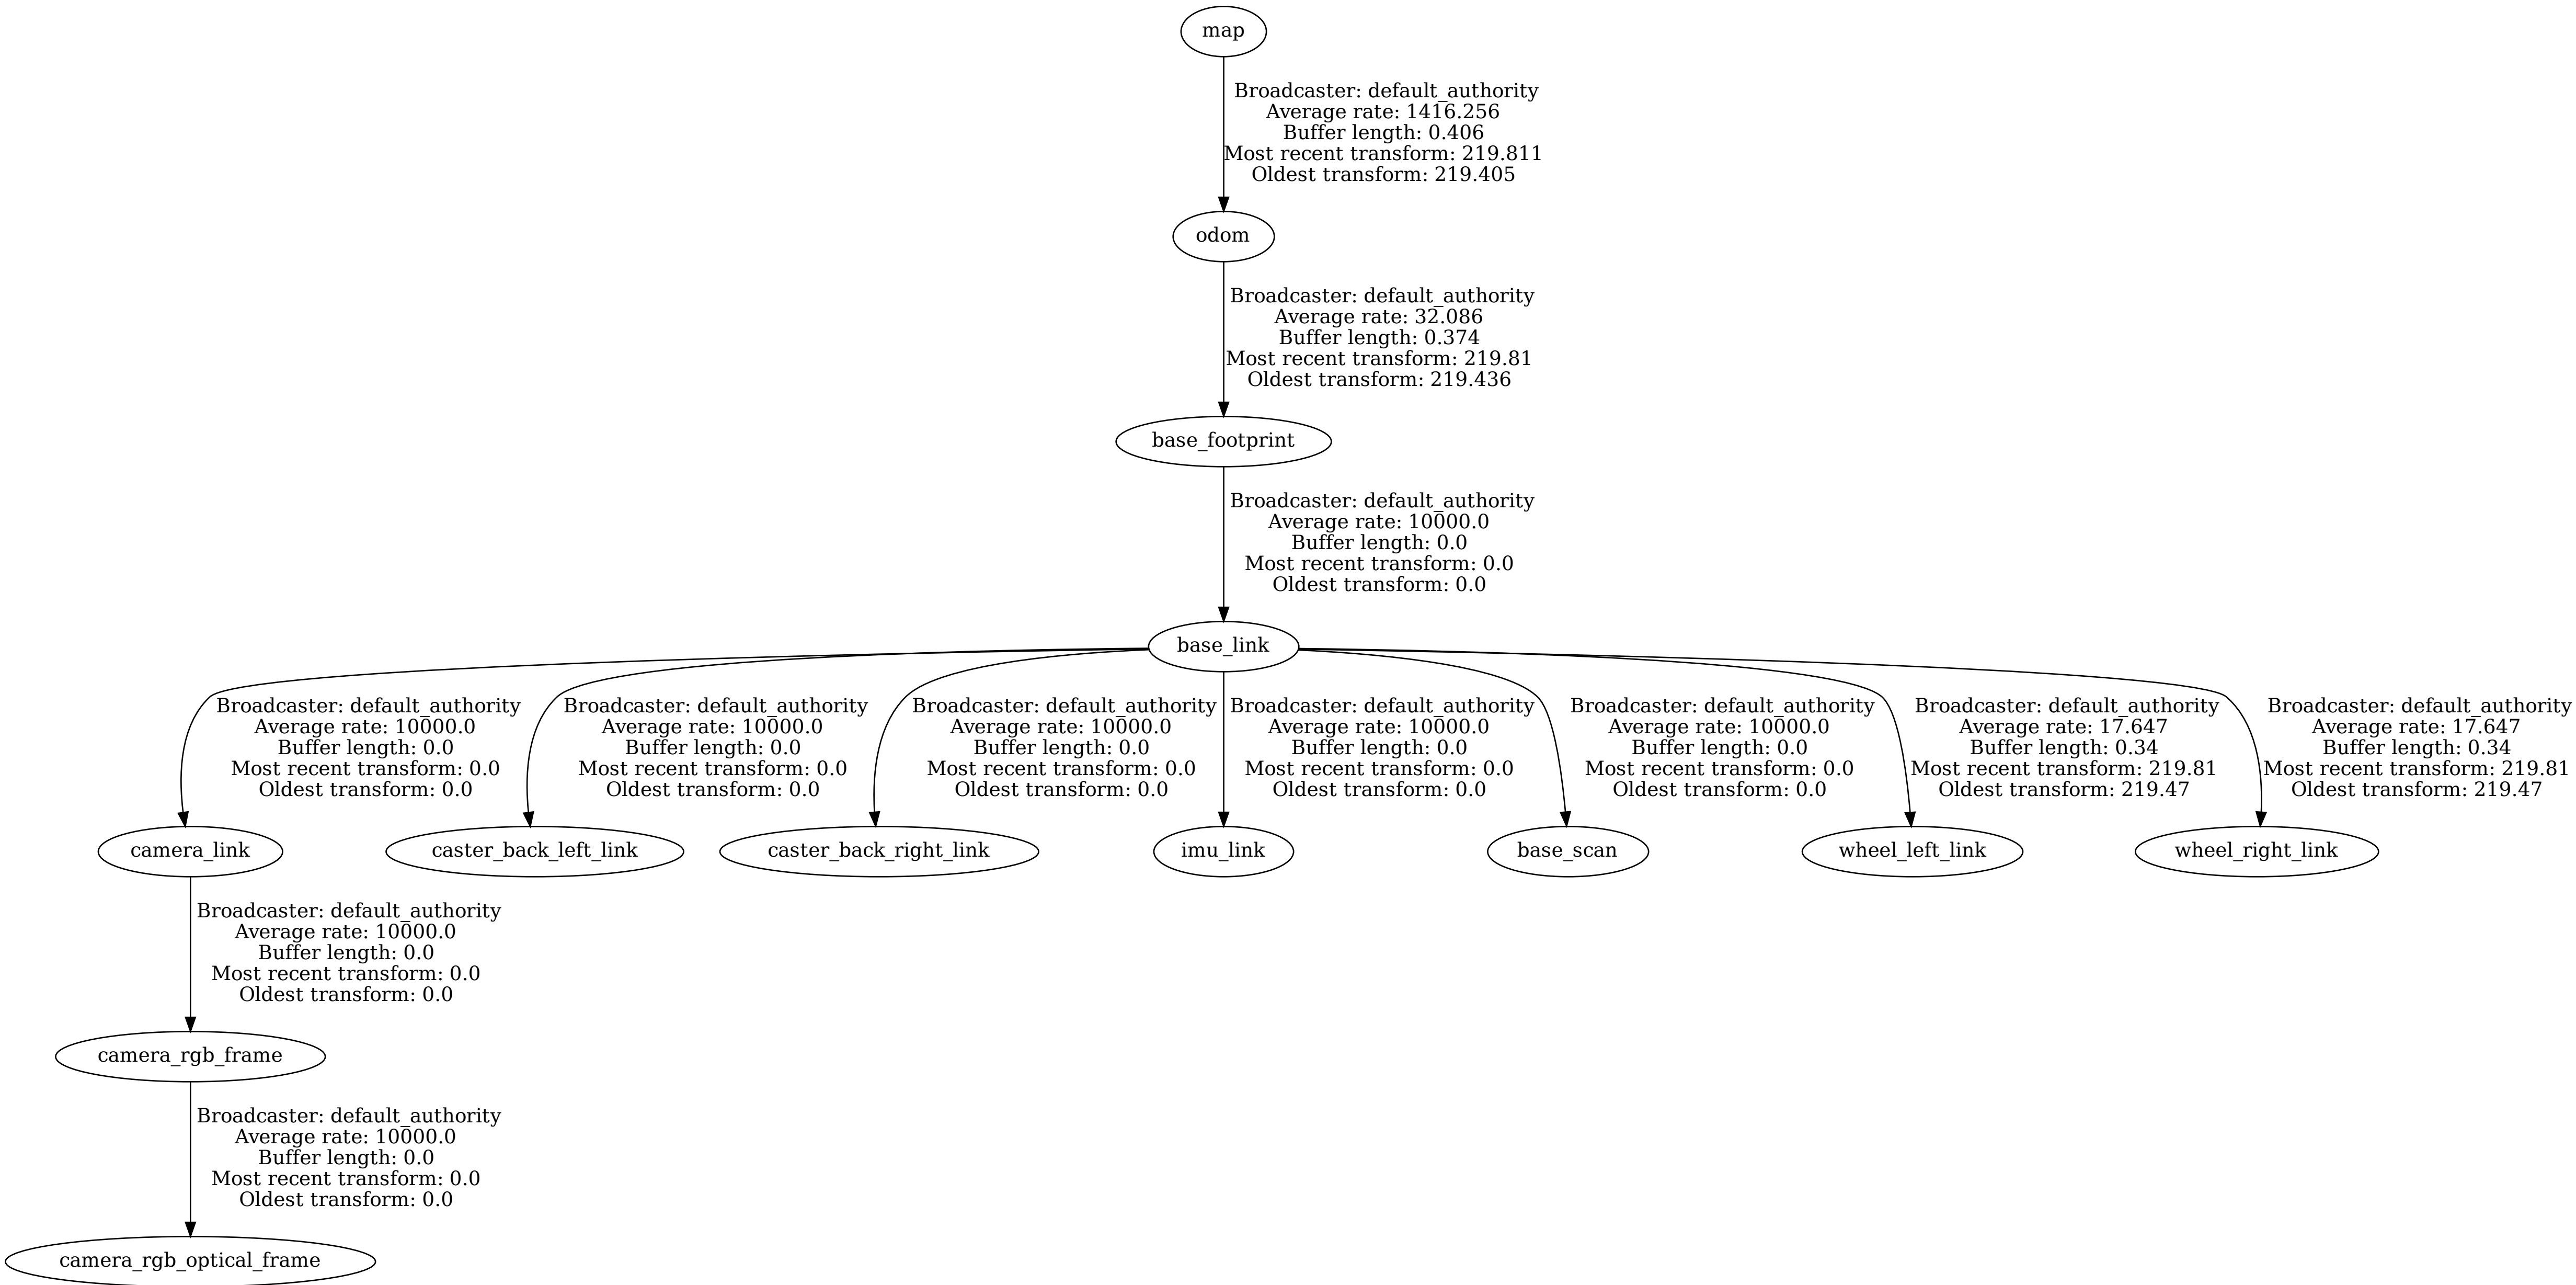 map
Broadcaster: default_authority
Average rate: 1416.256
Buffer length: 0.406
Most recent transform: 219.811
Oldest transform: 219.405
odom
Broadcaster: default_authority
Average rate: 32.086
Buffer length: 0.374
Most recent transform: 219.81
Oldest transform: 219.436
base_footprint
Broadcaster: default_authority
Average rate: 10000.0
Buffer length: 0.0
Most recent transform: 0.0
Oldest transform: 0.0
base_link
Broadcaster: default_authority
Average rate: 10000.0
Buffer length: 0.0
Most recent transform: 0.0
Oldest transform: 0.0
Broadcaster: default_authority
Average rate: 10000.0
Buffer length: 0.0
Most recent transform: 0.0
Oldest transform: 0.0
Broadcaster: default_authority
Average rate: 10000.0
Buffer length: 0.0
Most recent transform: 0.0
Oldest transform: 0.0
Broadcaster: default_authority
Average rate: 10000.0
Buffer length: 0.0
Most recent transform: 0.0
Oldest transform: 0.0
Broadcaster: default_authority
Average rate: 10000.0
Buffer length: 0.0
Most recent transform: 0.0
Oldest transform: 0.0
Broadcaster: default_authority
Average rate: 17.647
Buffer length: 0.34
Most recent transform: 219.81
Oldest transform: 219.47
Broadcaster: default_authority
Average rate: 17.647
Buffer length: 0.34
Most recent transform: 219.81
Oldest transform: 219.47
camera_link
caster_back_left_link
caster_back_right_link
imu_link
base_scan
wheel_left_link
wheel_right_link
Broadcaster: default_authority
Average rate: 10000.0
Buffer length: 0.0
Most recent transform: 0.0
Oldest transform: 0.0
camera_rgb_frame
Broadcaster: default_authority
Average rate: 10000.0
Buffer length: 0.0
Most recent transform: 0.0
Oldest transform: 0.0
camera_rgb_optical_frame